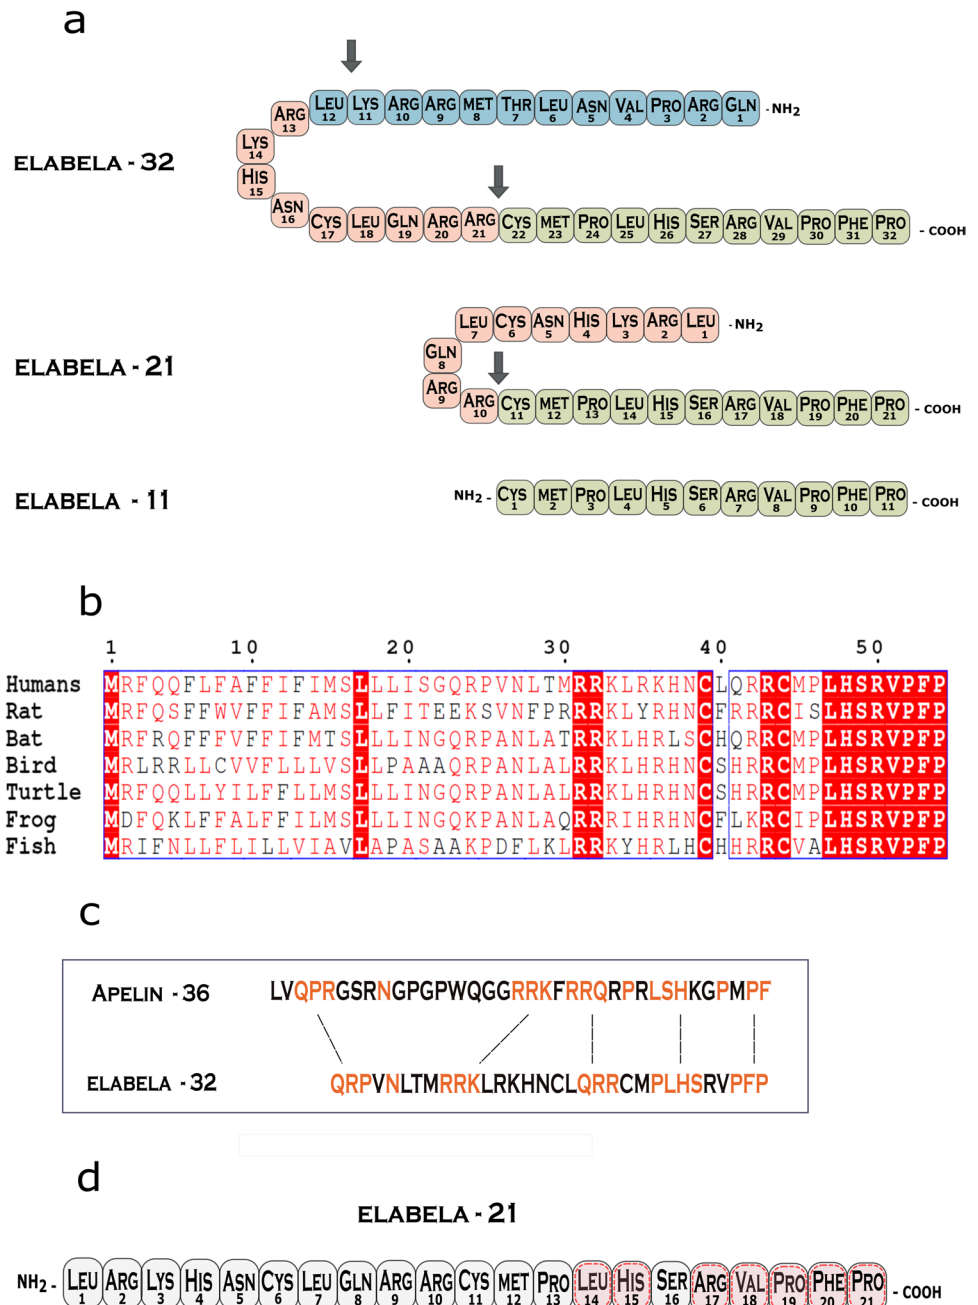 a
LEU LYS ARG ARG MET THR LEU ASN VAL PRO ARG GLN - NH2
12 11 10 9 8 7 6 5 4 3 2 1
ARG
13
LYS
14
ELABELA - 32
HIS
15
ASN
16
CYS LEU GLN ARG ARG CYS MET PRO LEU HIS SER ARG VAL PRO PHE PRO - COOH
17 18 19 20 21 22 23 24 25 26 27 28 29 30 31 32
LEU CYS ASN HIS LYS ARG LEU - NH2
7 6 5 4 3 2 1
GLN
8
ELABELA - 21
ARG
9
ARG CYS MET PRO LEU HIS SER ARG VAL PRO PHE PRO - COOH
10 11 12 13 14 15 16 17 18 19 20 21
ELABELA - 11
NH2 - CYS MET PRO LEU HIS SER ARG VAL PRO PHE PRO - COOH
1 2 3 4 5 6 7 8 9 10 11
b
1 10 20 30 40 50
Humans MRFQQFLFAFFIFIMSLLLISGQRPVNLTMRRKLRKHNCLQRRCMPLHSRVPFP
Rat MRFQSFFWVFFIFAMSLLFITEEKSVNFPRRRKLYRHNCFRRRCISLHSRVPFP
Bat MRFRQFFFVFFIFMTSLLLINGQRPANLATRRKLHRLSCHQRRCMPLHSRVPFP
Bird MRLRRLLCVVFLLLVSLLPAAAQRPANLALRRKLHRHNCSHRRCMPLHSRVPFP
Turtle MRFQQLLYILFFLLMSLLLINGQRPANLALRRKLHRHNCSHRRCMPLHSRVPFP
Frog MDFQKLFFALFFILMSLLLINGQKPANLAQRRRIHRHNCFLKRCIPLHSRVPFP
Fish MRIFNLLFLILLVIAVLAPASAAKPDFLKLRRKYHRLHCHHRRCVALHSRVPFP
c
APELIN - 36 LVQPRGSRNGPGPWQGGRRKFRRQRPRLSHKGPMPF
ELABELA - 32 QRPVNLTMRRKLRKHNCLQRRCMPLHSRVPFP
d
ELABELA - 21
NH2 - LEU ARG LYS HIS ASN CYS LEU GLN ARG ARG CYS MET PRO LEU HIS SER ARG VAL PRO PHE PRO - COOH
1 2 3 4 5 6 7 8 9 10 11 12 13 14 15 16 17 18 19 20 21